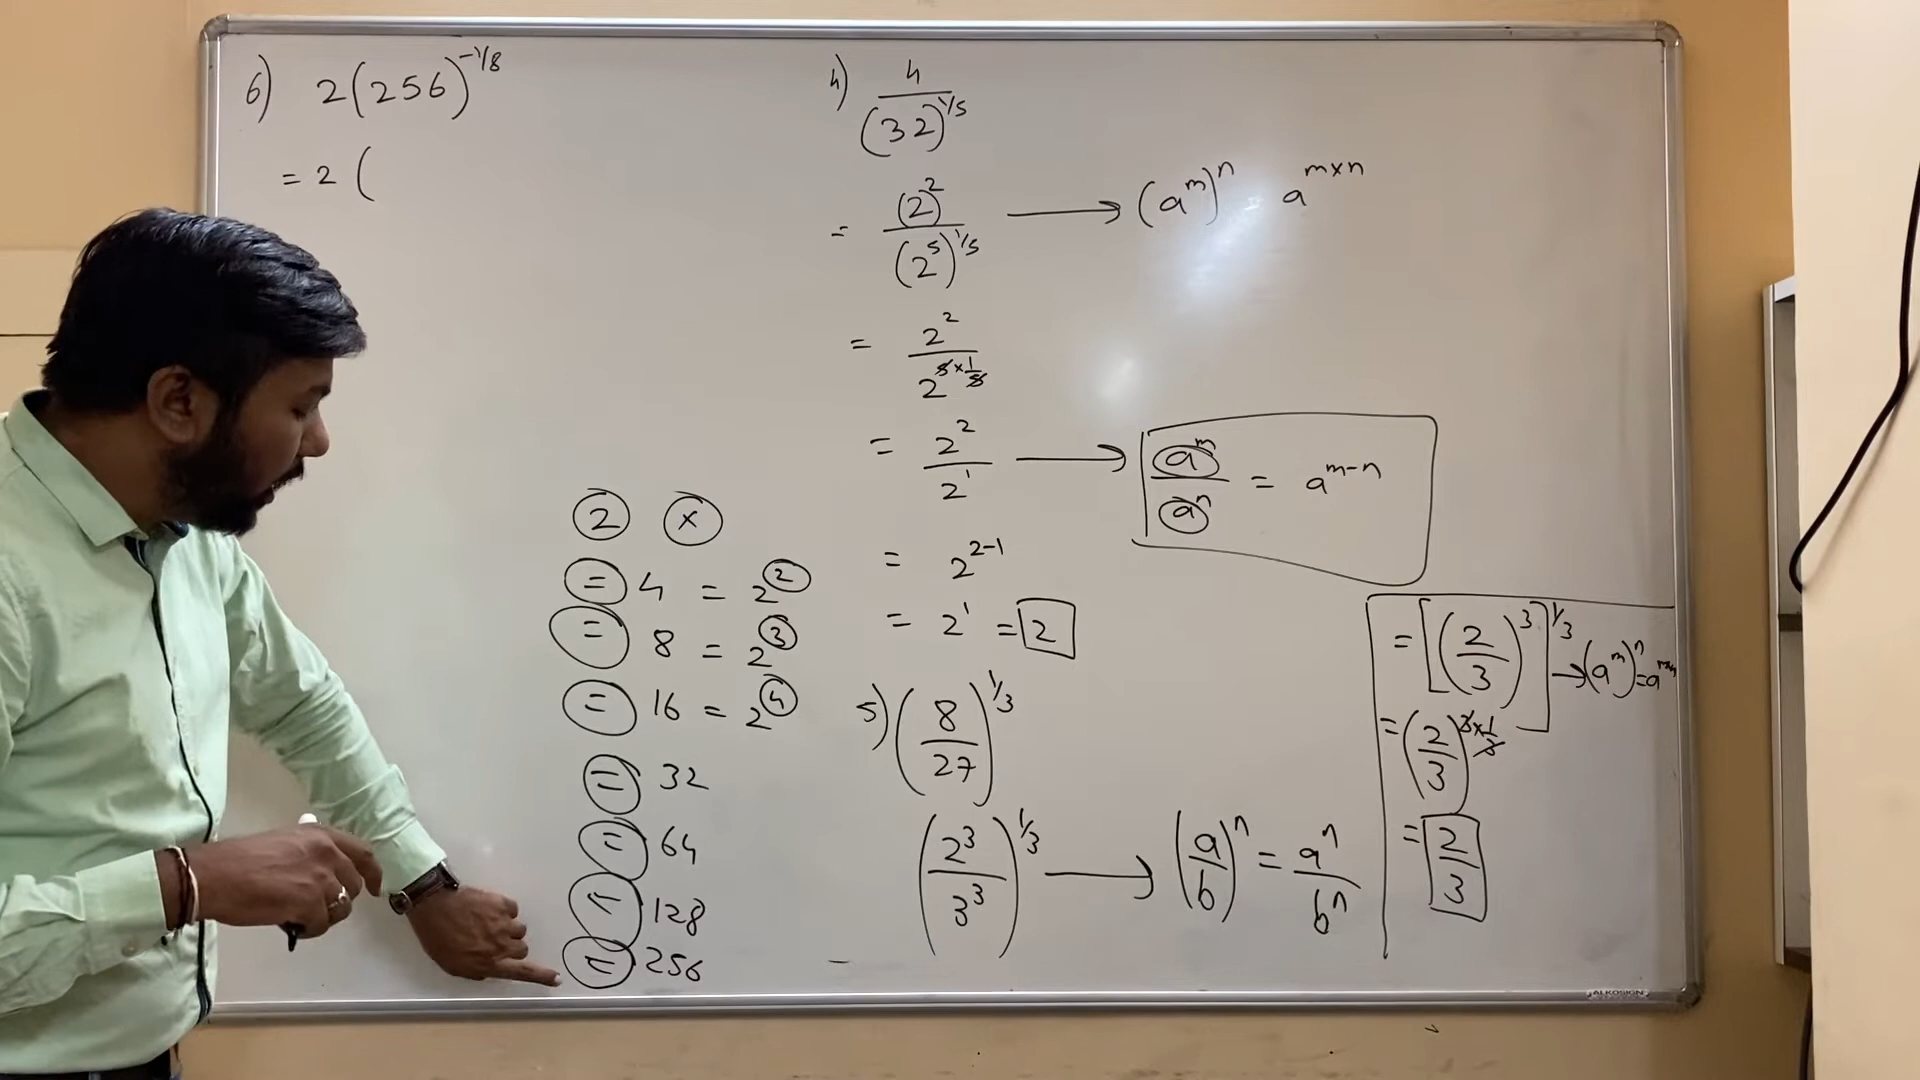 6) 2(256)^-1/8
= 2 (
2 ×
= 4 = 2^2
= 8 = 2^3
= 16 = 2^4
= 32
= 64
= 128
= 256
4) 4/(32)^1/5
= (2)^2/(2^5)^1/5 → (a^m)^n a^m×n
= 2^2/2^5×1/5
= 2^2/2^1 → a^m/a^n = a^m-n
= 2^2-1
= 2^1 = 2
5) (8/27)^1/3
(2^3/3^3)^1/3 → (a/b)^n = a^n/b^n
= [(2/3)^3]^1/3 → (a^m)^n = a^m×n
= (2/3)^3×1/3
= 2/3
ALKOSIGN